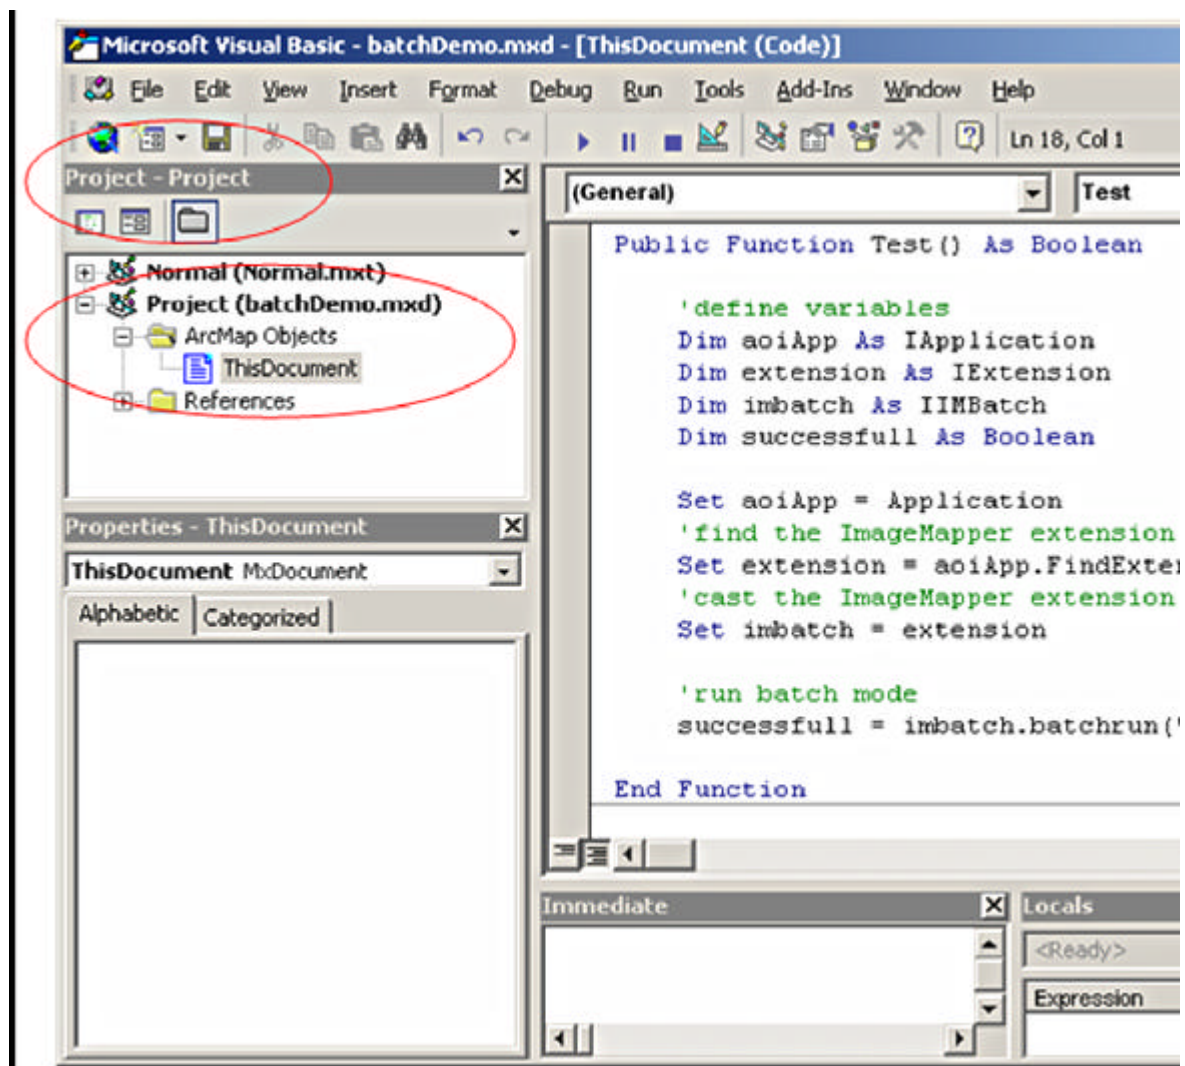 Microsoft Visual Basic - batchDemo.mxd - [ThisDocument (Code)]
File Edit View Insert Format Debug Run Tools Add-Ins Window Help
Ln 18, Col 1
Project - Project
(General)
Test
Normal (Normal.mxt)
Project (batchDemo.mxd)
ArcMap Objects
ThisDocument
References
Properties - ThisDocument
ThisDocument MxDocument
Alphabetic Categorized
Public Function Test() As Boolean
'define variables
Dim aoiApp As IApplication
Dim extension As IExtension
Dim imbatch As IIMBatch
Dim successfull As Boolean
Set aoiApp = Application
'find the ImageMapper extension
Set extension = aoiApp.FindExten
'cast the ImageMapper extension
Set imbatch = extension
'run batch mode
successfull = imbatch.batchrun("
End Function
Immediate
Locals
<Ready>
Expression